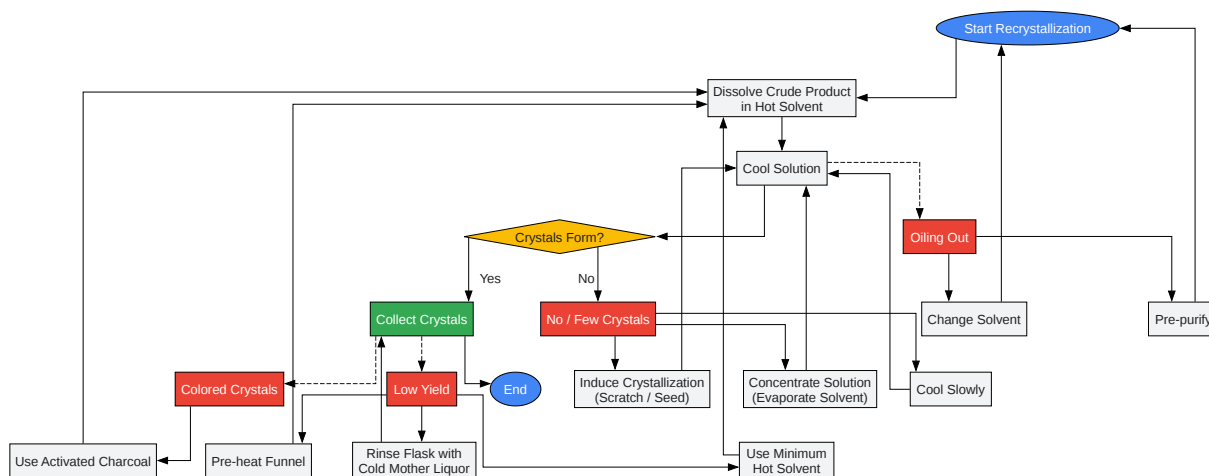 Start Recrystallization
Dissolve Crude Product
in Hot Solvent
Cool Solution
Crystals Form?
Oiling Out
Yes
No
Collect Crystals
No / Few Crystals
Change Solvent
Pre-purify
Colored Crystals
Low Yield
End
Induce Crystallization
(Scratch / Seed)
Concentrate Solution
(Evaporate Solvent)
Cool Slowly
Use Activated Charcoal
Pre-heat Funnel
Rinse Flask with
Cold Mother Liquor
Use Minimum
Hot Solvent